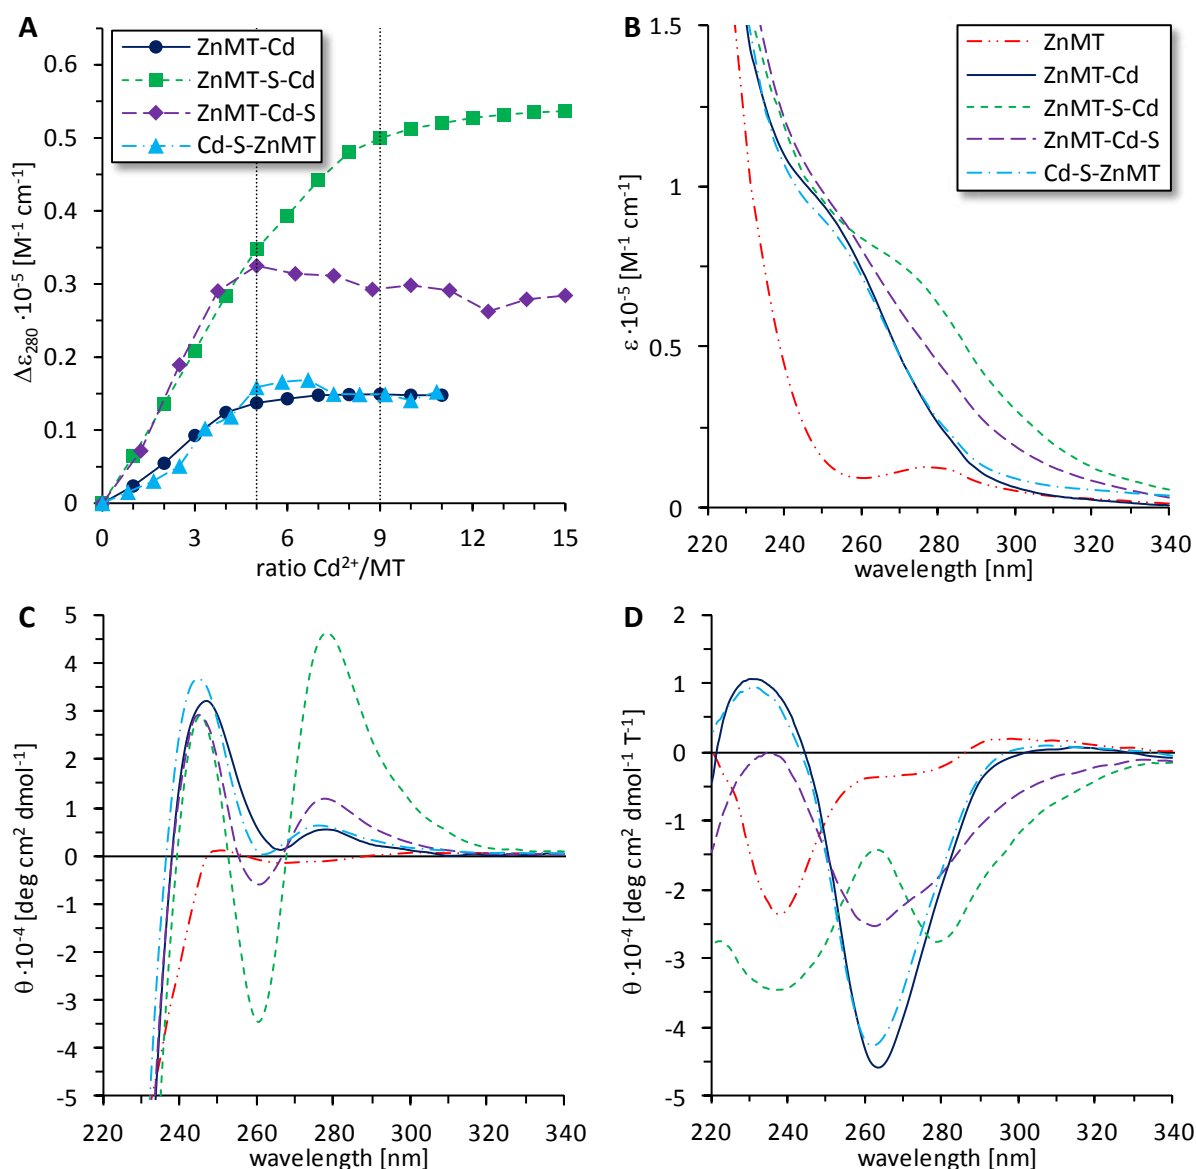 A
ZnMT-Cd
ZnMT-S-Cd
ZnMT-Cd-S
Cd-S-ZnMT
0.6
0.5
0.4
0.3
0.2
0.1
0
Δε280 ·10-5 [M-1 cm-1]
0 3 6 9 12 15
ratio Cd2+/MT
B
ZnMT
ZnMT-Cd
ZnMT-S-Cd
ZnMT-Cd-S
Cd-S-ZnMT
1.5
1
0.5
0
ε·10-5 [M-1 cm-1]
220 240 260 280 300 320 340
wavelength [nm]
C
5
4
3
2
1
0
-1
-2
-3
-4
-5
θ ·10-4 [deg cm2 dmol-1]
220 240 260 280 300 320 340
wavelength [nm]
D
2
1
0
-1
-2
-3
-4
-5
θ ·10-4 [deg cm2 dmol-1 T-1]
220 240 260 280 300 320 340
wavelength [nm]